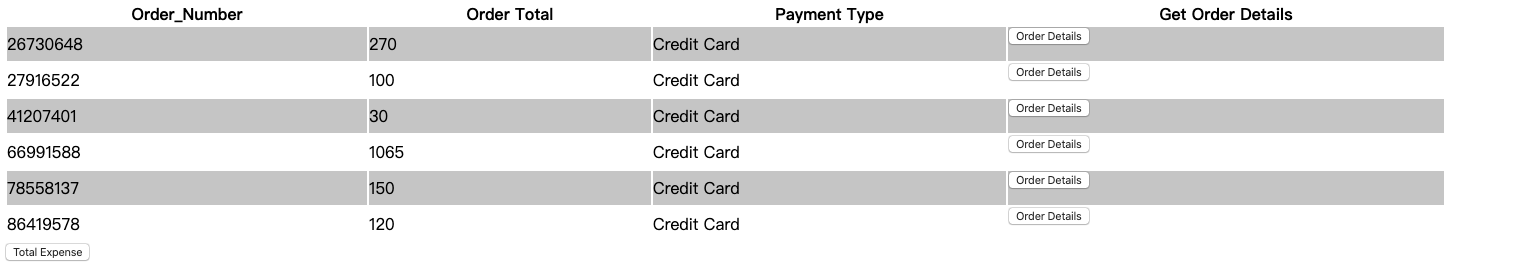 Order_Number Order Total Payment Type Get Order Details
26730648 270 Credit Card Order Details
27916522 100 Credit Card Order Details
41207401 30 Credit Card Order Details
66991588 1065 Credit Card Order Details
78558137 150 Credit Card Order Details
86419578 120 Credit Card Order Details
Total Expense